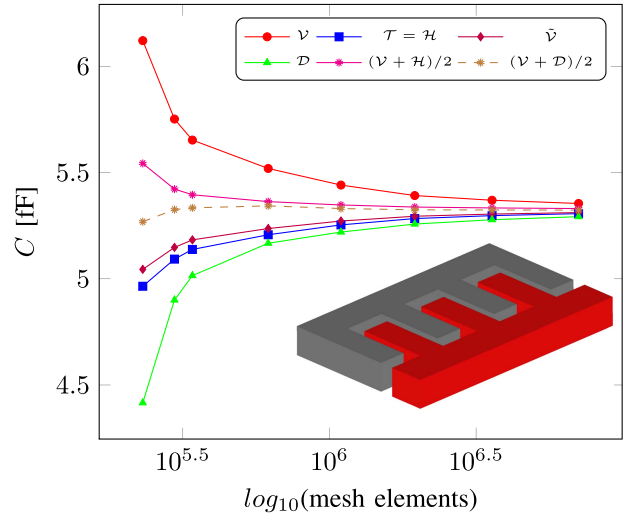 𝒱 𝒯 = ℋ 𝒱̃
𝒟 (𝒱 + ℋ)/2 (𝒱 + 𝒟)/2
6
5.5
5
4.5
C [fF]
10^5.5 10^6 10^6.5
log₁₀(mesh elements)